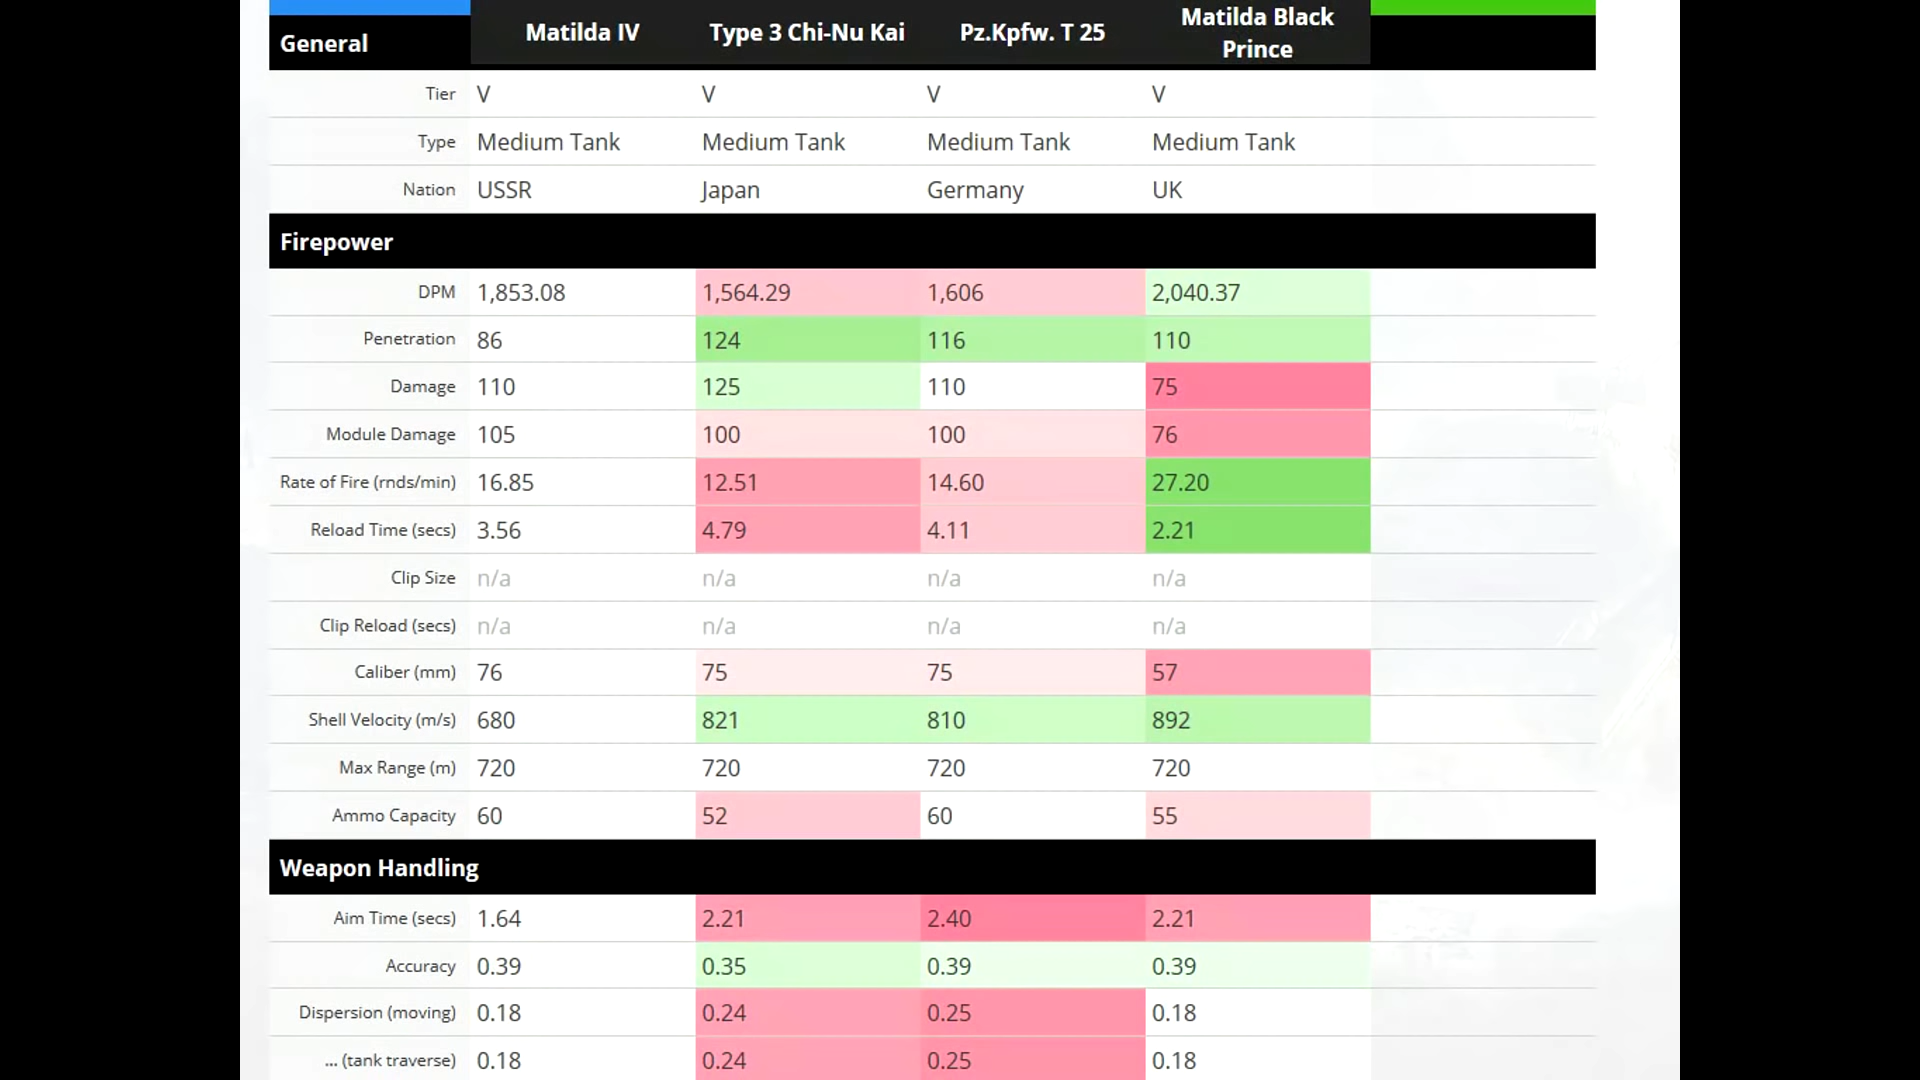 General Matilda IV Type 3 Chi-Nu Kai Pz.Kpfw. T 25 Matilda Black
Prince
Tier V V V V
Type Medium Tank Medium Tank Medium Tank Medium Tank
Nation USSR Japan Germany UK
Firepower
DPM 1,853.08 1,564.29 1,606 2,040.37
Penetration 86 124 116 110
Damage 110 125 110 75
Module Damage 105 100 100 76
Rate of Fire (rnds/min) 16.85 12.51 14.60 27.20
Reload Time (secs) 3.56 4.79 4.11 2.21
Clip Size n/a n/a n/a n/a
Clip Reload (secs) n/a n/a n/a n/a
Caliber (mm) 76 75 75 57
Shell Velocity (m/s) 680 821 810 892
Max Range (m) 720 720 720 720
Ammo Capacity 60 52 60 55
Weapon Handling
Aim Time (secs) 1.64 2.21 2.40 2.21
Accuracy 0.39 0.35 0.39 0.39
Dispersion (moving) 0.18 0.24 0.25 0.18
... (tank traverse) 0.18 0.24 0.25 0.18